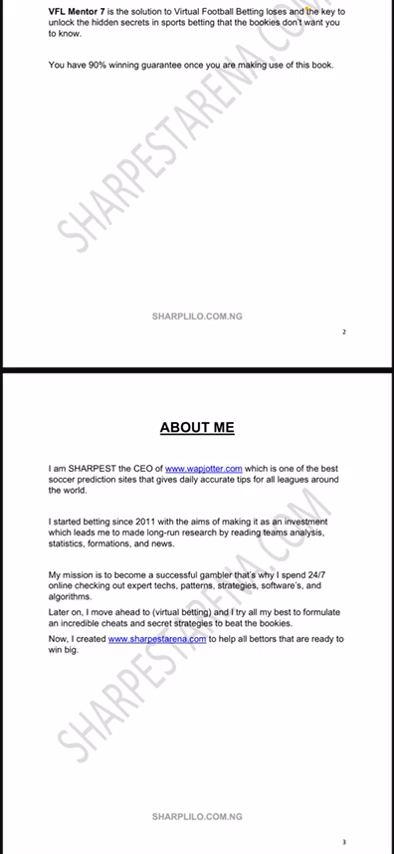 VFL Mentor 7 is the solution to Virtual Football Betting loses and the key to
unlock the hidden secrets in sports betting that the bookies don't want you
to know.
You have 90% winning guarantee once you are making use of this book.
SHARPESTARENA.COM
SHARPLILO.COM.NG
2
ABOUT ME
I am SHARPEST the CEO of www.wapjotter.com which is one of the best
soccer prediction sites that gives daily accurate tips for all leagues around
the world.
I started betting since 2011 with the aims of making it as an investment
which leads me to made long-run research by reading teams analysis,
statistics, formations, and news.
My mission is to become a successful gambler that's why I spend 24/7
online checking out expert techs, patterns, strategies, software's, and
algorithms.
Later on, I move ahead to (virtual betting) and I try all my best to formulate
an incredible cheats and secret strategies to beat the bookies.
Now, I created www.sharpestarena.com to help all bettors that are ready to
win big.
SHARPESTARENA.COM
SHARPLILO.COM.NG
3